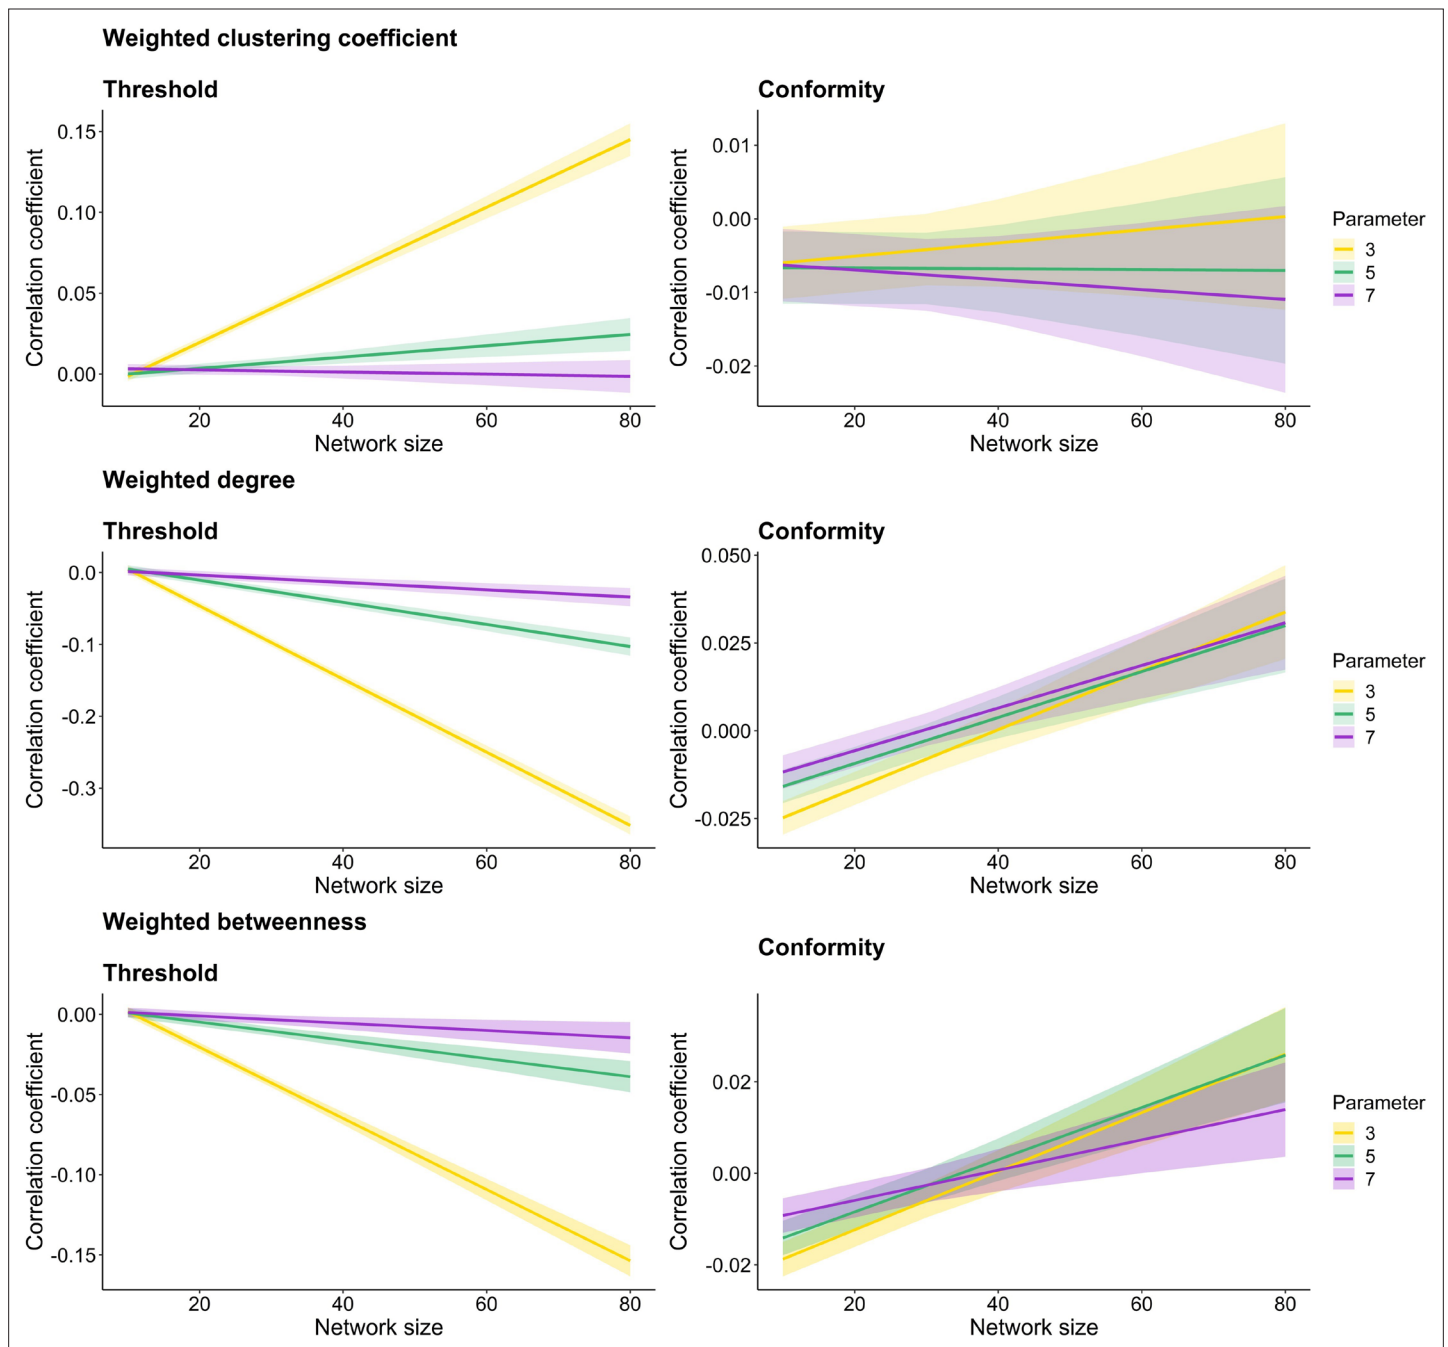 Weighted clustering coefficient
Threshold
Conformity
Correlation coefficient
0.15
0.10
0.05
0.00
20 40 60 80
Network size
Correlation coefficient
0.01
0.00
-0.01
-0.02
20 40 60 80
Network size
Parameter
3
5
7
Weighted degree
Threshold
Conformity
Correlation coefficient
0.0
-0.1
-0.2
-0.3
20 40 60 80
Network size
Correlation coefficient
0.050
0.025
0.000
-0.025
20 40 60 80
Network size
Parameter
3
5
7
Weighted betweenness
Threshold
Conformity
Correlation coefficient
0.00
-0.05
-0.10
-0.15
20 40 60 80
Network size
Correlation coefficient
0.02
0.00
-0.02
20 40 60 80
Network size
Parameter
3
5
7